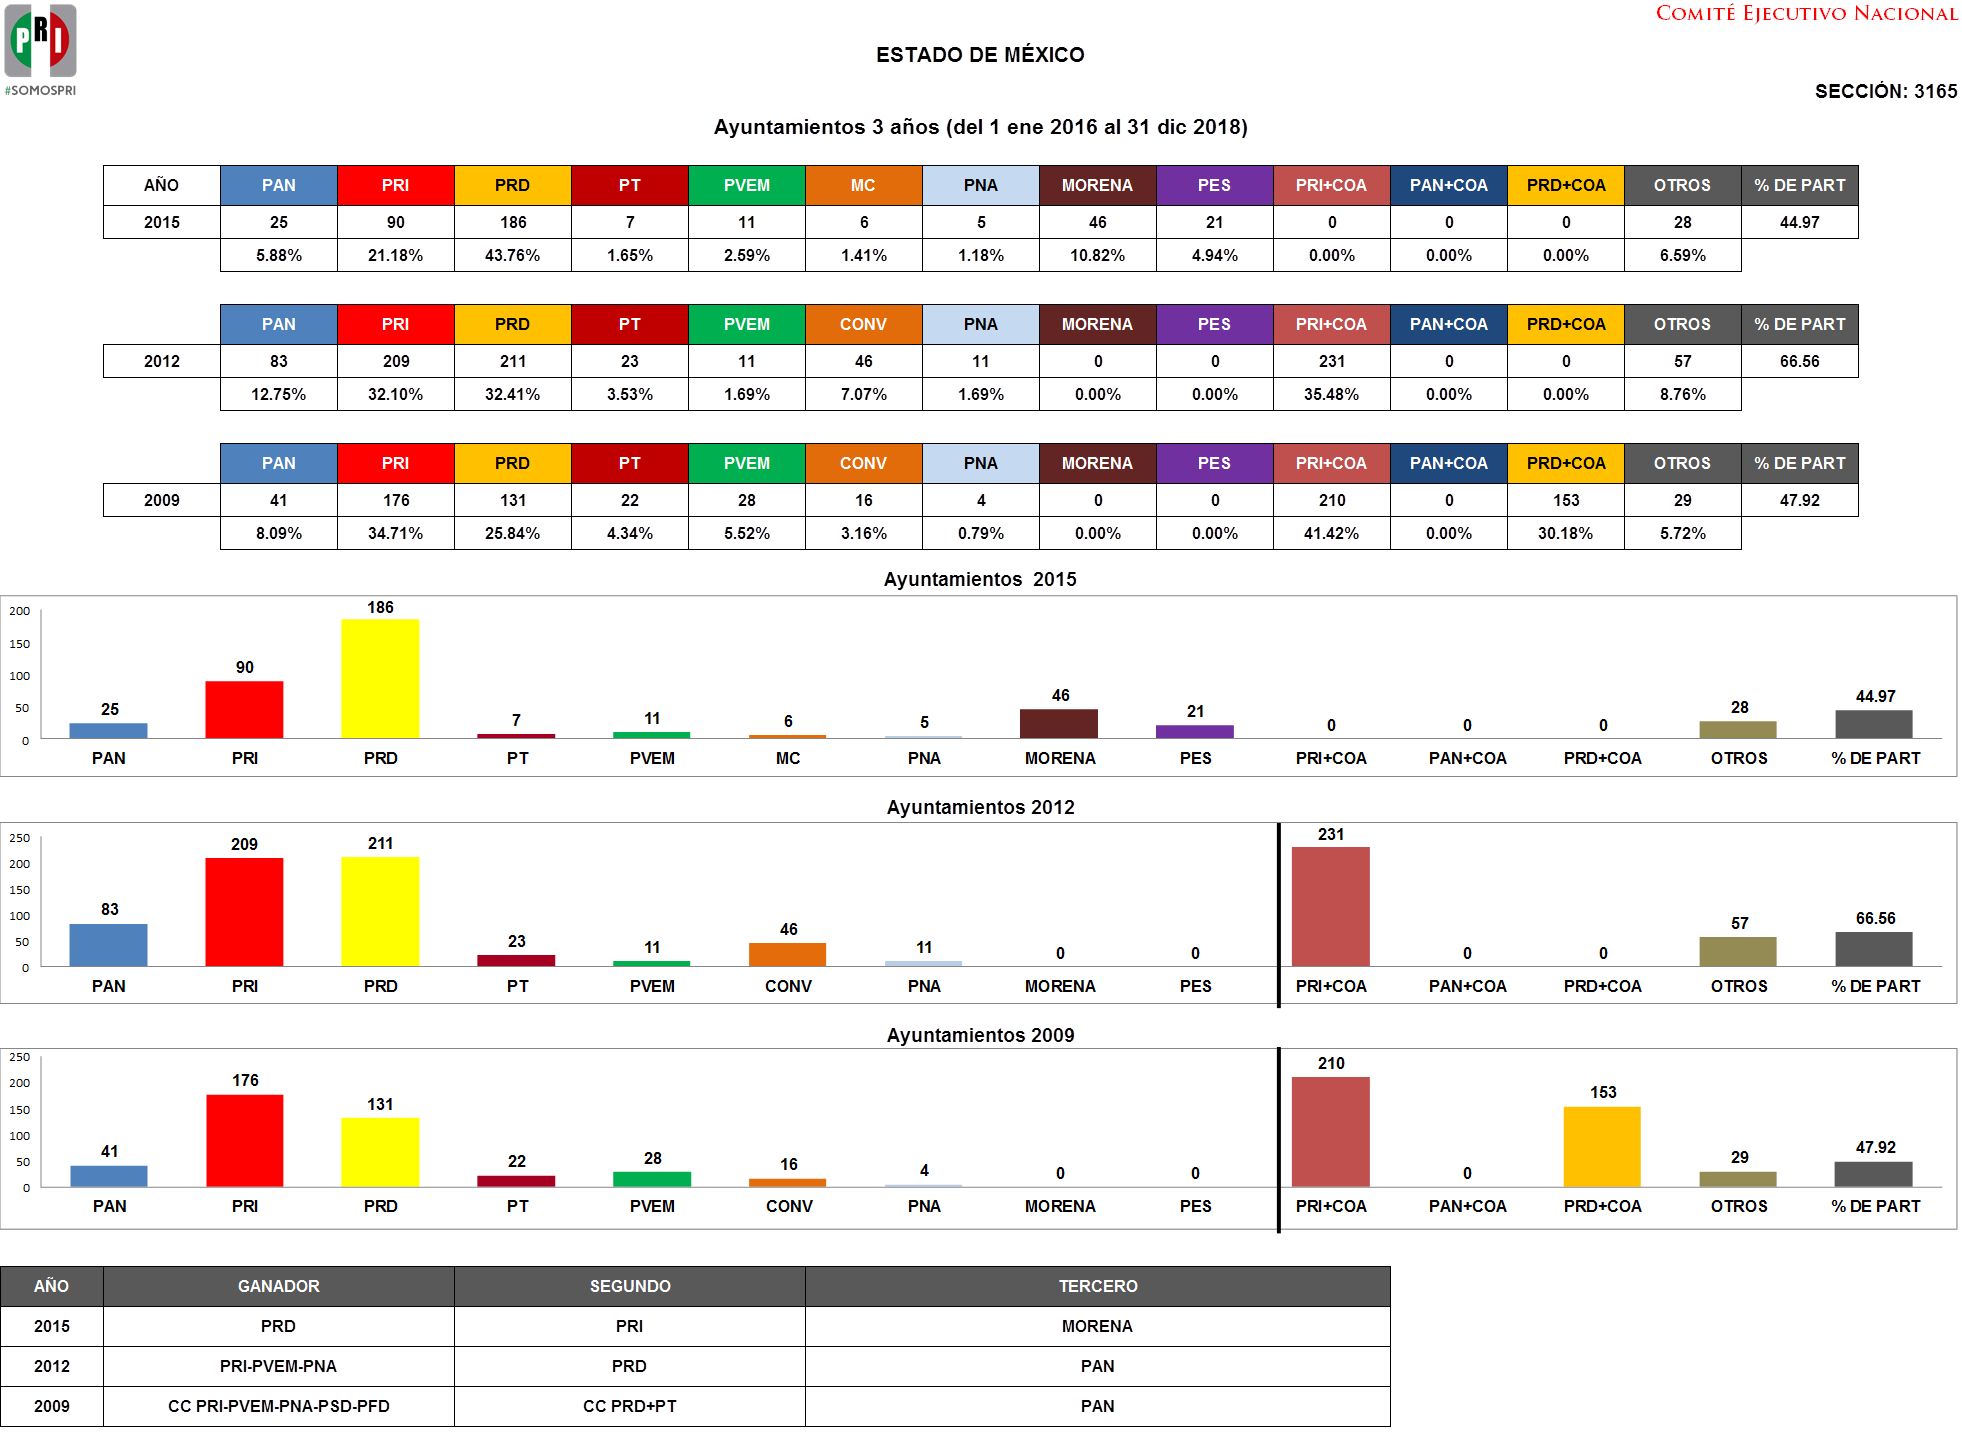 PRI
#SOMOSPRI
COMITÉ EJECUTIVO NACIONAL
ESTADO DE MÉXICO
SECCIÓN: 3165
Ayuntamientos 3 años (del 1 ene 2016 al 31 dic 2018)
AÑO PAN PRI PRD PT PVEM MC PNA MORENA PES PRI+COA PAN+COA PRD+COA OTROS % DE PART
2015 25 90 186 7 11 6 5 46 21 0 0 0 28 44.97
5.88% 21.18% 43.76% 1.65% 2.59% 1.41% 1.18% 10.82% 4.94% 0.00% 0.00% 0.00% 6.59%
PAN PRI PRD PT PVEM CONV PNA MORENA PES PRI+COA PAN+COA PRD+COA OTROS % DE PART
2012 83 209 211 23 11 46 11 0 0 231 0 0 57 66.56
12.75% 32.10% 32.41% 3.53% 1.69% 7.07% 1.69% 0.00% 0.00% 35.48% 0.00% 0.00% 8.76%
PAN PRI PRD PT PVEM CONV PNA MORENA PES PRI+COA PAN+COA PRD+COA OTROS % DE PART
2009 41 176 131 22 28 16 4 0 0 210 0 153 29 47.92
8.09% 34.71% 25.84% 4.34% 5.52% 3.16% 0.79% 0.00% 0.00% 41.42% 0.00% 30.18% 5.72%
Ayuntamientos 2015
200
150
100
50
0
25 90 186 7 11 6 5 46 21 0 0 0 28 44.97
PAN PRI PRD PT PVEM MC PNA MORENA PES PRI+COA PAN+COA PRD+COA OTROS % DE PART
Ayuntamientos 2012
250
200
150
100
50
0
83 209 211 23 11 46 11 0 0 231 0 0 57 66.56
PAN PRI PRD PT PVEM CONV PNA MORENA PES PRI+COA PAN+COA PRD+COA OTROS % DE PART
Ayuntamientos 2009
250
200
150
100
50
0
41 176 131 22 28 16 4 0 0 210 0 153 29 47.92
PAN PRI PRD PT PVEM CONV PNA MORENA PES PRI+COA PAN+COA PRD+COA OTROS % DE PART
AÑO GANADOR SEGUNDO TERCERO
2015 PRD PRI MORENA
2012 PRI-PVEM-PNA PRD PAN
2009 CC PRI-PVEM-PNA-PSD-PFD CC PRD+PT PAN